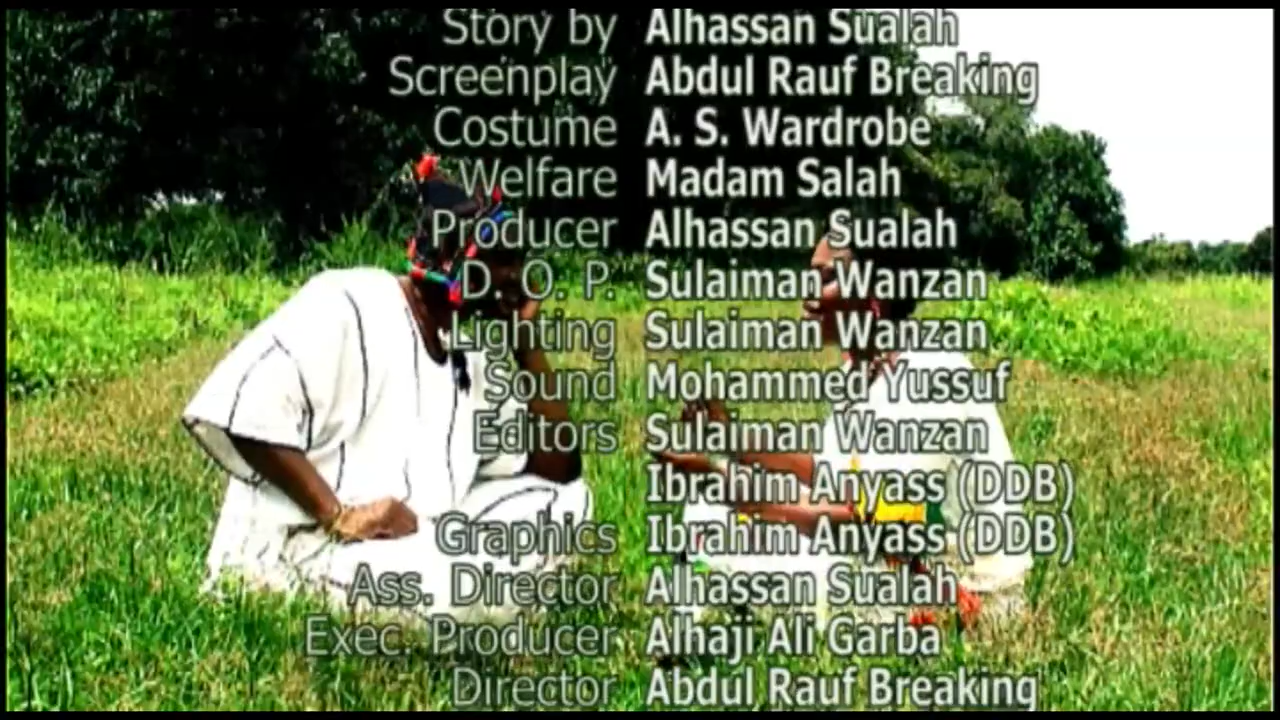 Story by Alhassan Sualah
Screenplay Abdul Rauf Breaking
Costume A. S. Wardrobe
Welfare Madam Salah
Producer Alhassan Sualah
D. O. P. Sulaiman Wanzan
Lighting Sulaiman Wanzan
Sound Mohammed Yussuf
Editors Sulaiman Wanzan
Ibrahim Anyass (DDB)
Graphics Ibrahim Anyass (DDB)
Ass. Director Alhassan Sualah
Exec. Producer Alhaji Ali Garba
Director Abdul Rauf Breaking